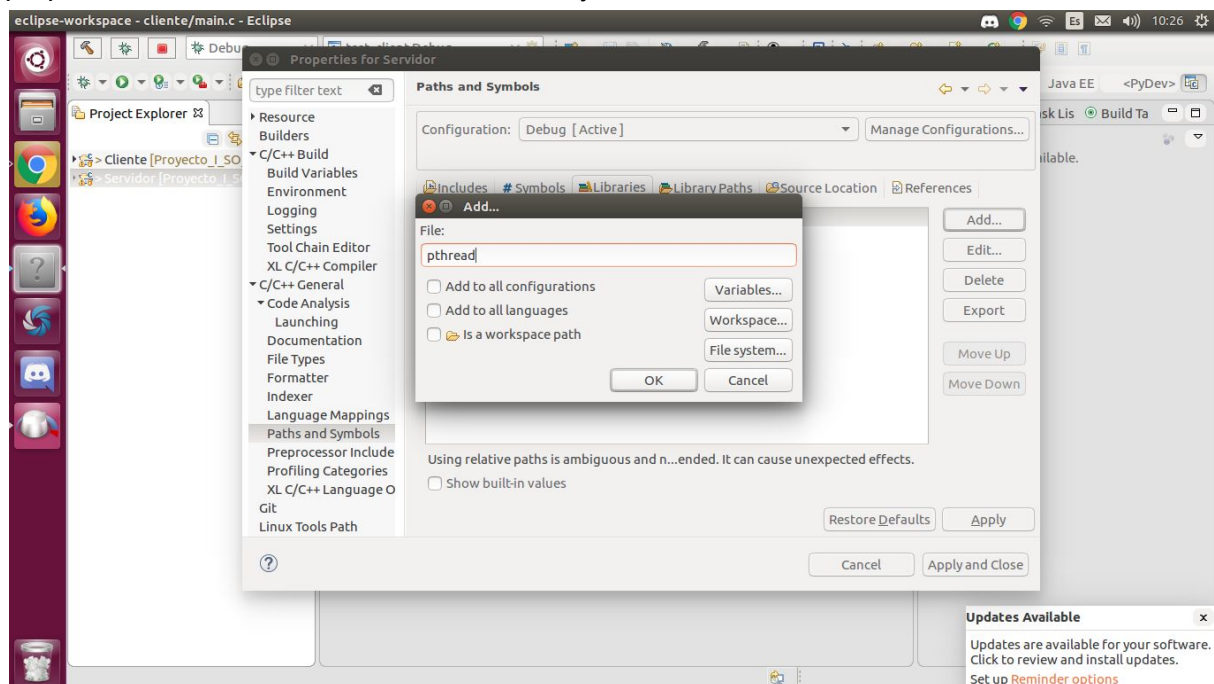 eclipse-workspace - cliente/main.c - Eclipse
Es
10:26
Debug
Properties for Servidor
type filter text
Paths and Symbols
Java EE
<PyDev>
Project Explorer
Build Ta
Cliente [Proyecto_I_SO
Servidor [Proyecto_I_S
Resource
Builders
C/C++ Build
Build Variables
Environment
Logging
Settings
Tool Chain Editor
XL C/C++ Compiler
C/C++ General
Code Analysis
Launching
Documentation
File Types
Formatter
Indexer
Language Mappings
Paths and Symbols
Preprocessor Include
Profiling Categories
XL C/C++ Language O
Git
Linux Tools Path
Configuration: Debug [Active]
Manage Configurations...
Includes # Symbols Libraries Library Paths Source Location References
Add...
File:
pthread
Add to all configurations
Add to all languages
Is a workspace path
Variables...
Workspace...
File system...
OK Cancel
Add...
Edit...
Delete
Export
Move Up
Move Down
Using relative paths is ambiguous and n...ended. It can cause unexpected effects.
Show built-in values
Restore Defaults
Apply
Cancel
Apply and Close
Updates Available x
Updates are available for your software.
Click to review and install updates.
Set up Reminder options